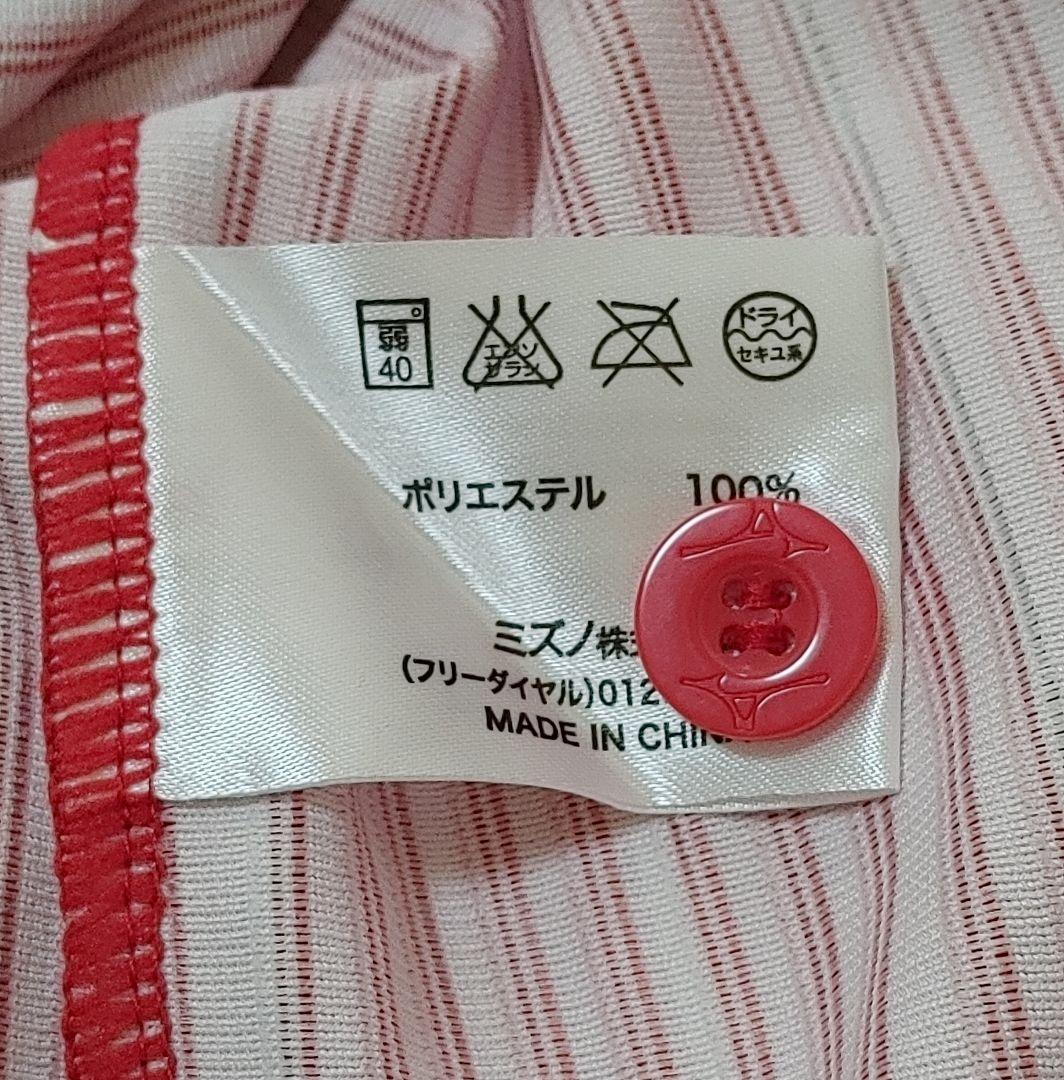 弱 40
エンソ サラシ
ドライ セキユ系
ポリエステル 100%
ミズノ株
(フリーダイヤル)012
MADE IN CHINA